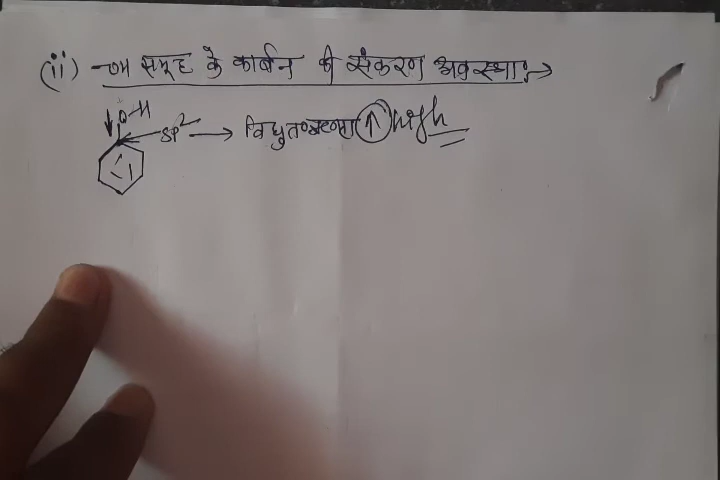 (ii) -OH समूह के कार्बन की संकरण अवस्था :→
O-H
SP² → विधुतऋणता ↑ high